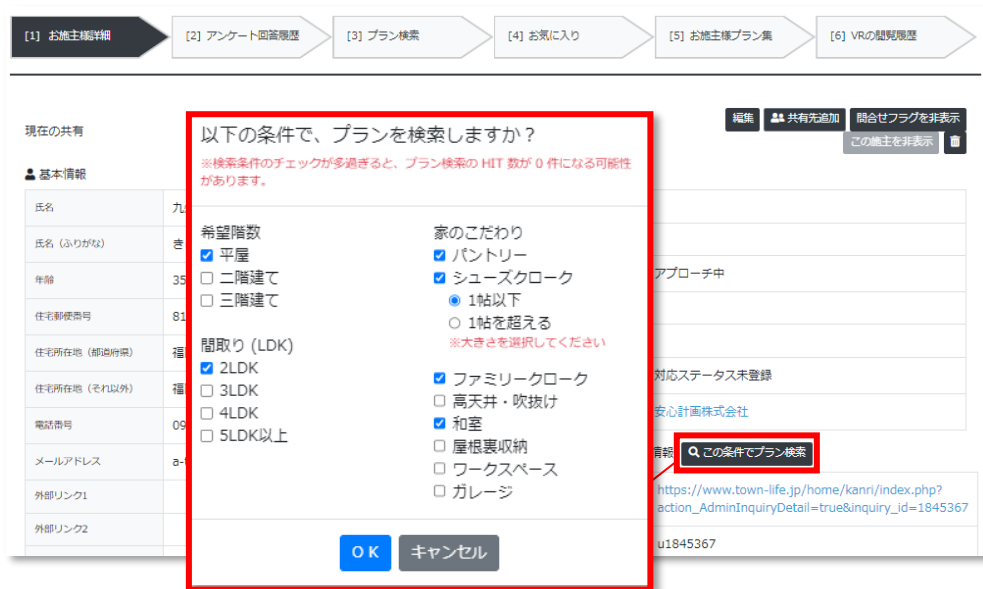 [1] お施主様詳細
[2] アンケート回答履歴
[3] プラン検索
[4] お気に入り
[5] お施主様プラン集
[6] VRの閲覧履歴
現在の共有
編集
共有先追加
問合せフラグを非表示
この施主を非表示
基本情報
氏名
九
氏名（ふりがな）
き
年齢
35
アプローチ中
住宅郵便番号
81
住宅所在地（都道府県）
福
住宅所在地（それ以外）
福
対応ステータス未登録
電話番号
09
安心計画株式会社
メールアドレス
a-
情報
この条件でプラン検索
外部リンク1
https://www.town-life.jp/home/kanri/index.php?
action_AdminInquiryDetail=true&inquiry_id=1845367
外部リンク2
u1845367
以下の条件で、プランを検索しますか？
※検索条件のチェックが多過ぎると、プラン検索の HIT 数が 0 件になる可能性
があります。
希望階数
平屋
二階建て
三階建て
間取り (LDK)
2LDK
3LDK
4LDK
5LDK以上
家のこだわり
パントリー
シューズクローク
1帖以下
1帖を超える
※大きさを選択してください
ファミリークローク
高天井・吹抜け
和室
屋根裏収納
ワークスペース
ガレージ
ＯＫ
キャンセル